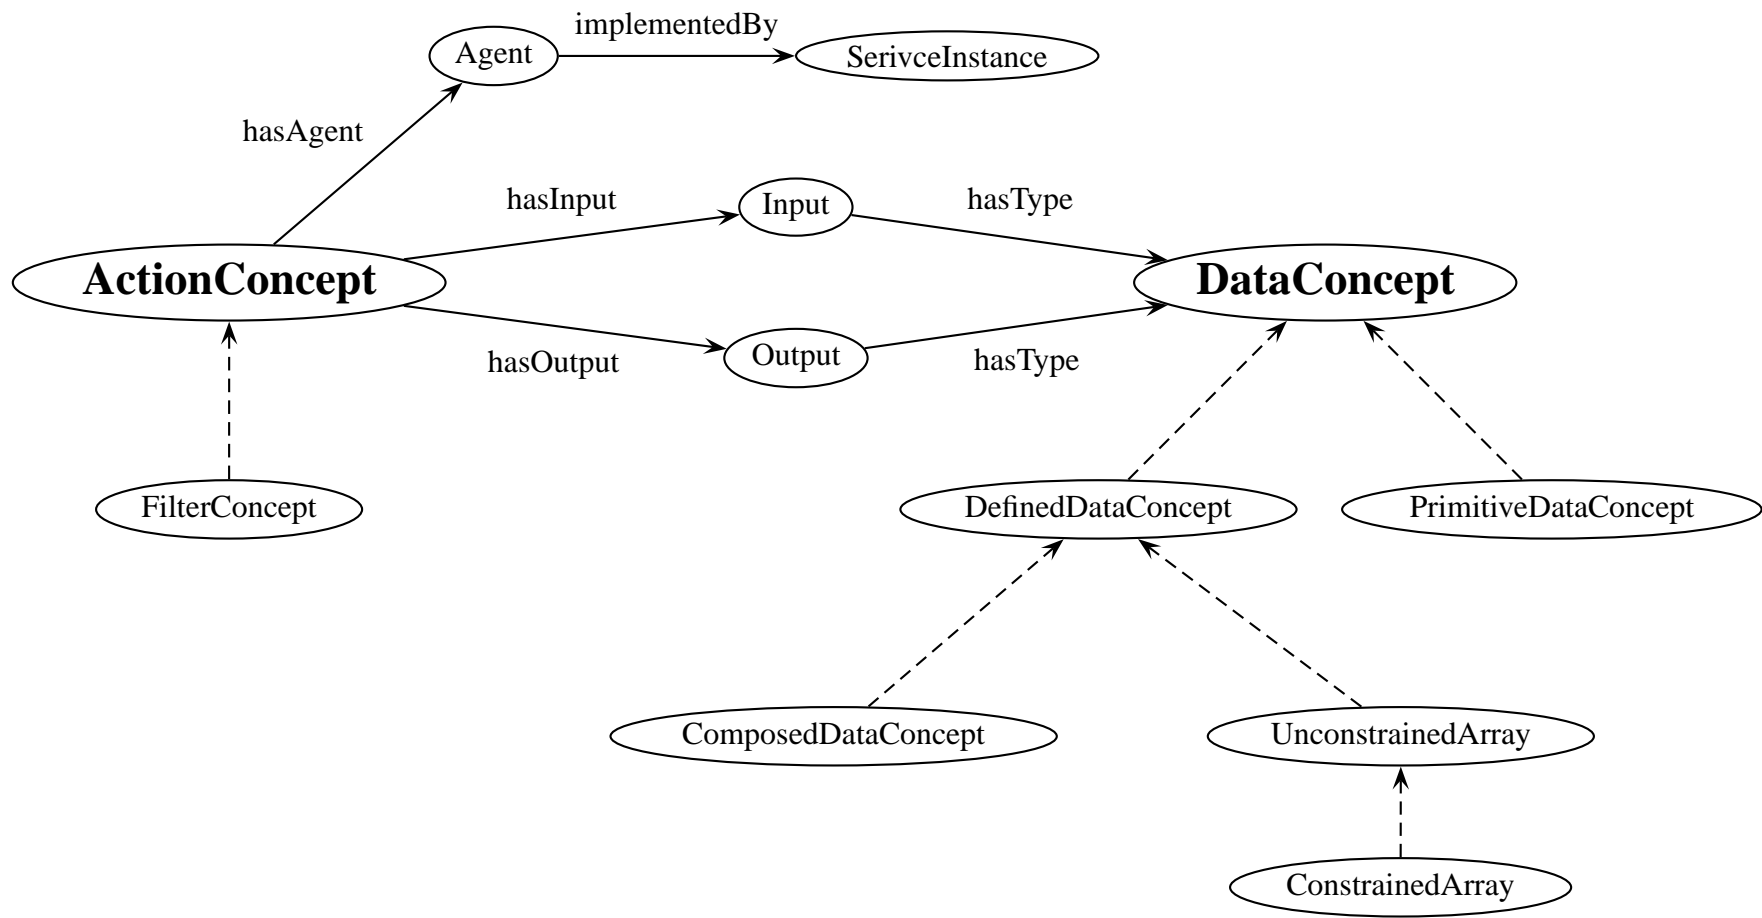 implementedBy
Agent
SerivceInstance
hasAgent
hasInput
Input
hasType
ActionConcept
DataConcept
hasOutput
Output
hasType
FilterConcept
DefinedDataConcept
PrimitiveDataConcept
ComposedDataConcept
UnconstrainedArray
ConstrainedArray